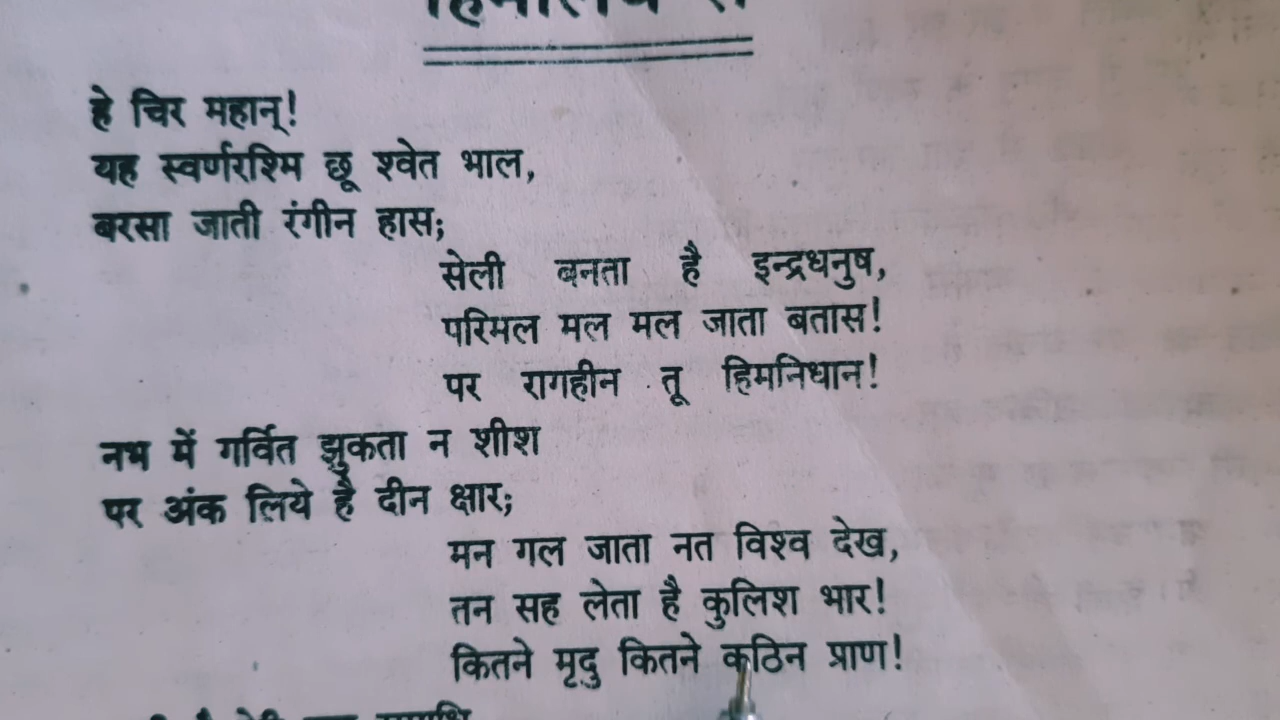 हे चिर महान्!
यह स्वर्णरश्मि छू श्वेत भाल,
बरसा जाती रंगीन हास;
सेली बनता है इन्द्रधनुष,
परिमल मल मल जाता बतास!
पर रागहीन तू हिमनिधान!
नभ में गर्वित झुकता न शीश
पर अंक लिये है दीन क्षार;
मन गल जाता नत विश्व देख,
तन सह लेता है कुलिश भार!
कितने मृदु कितने कठिन प्राण!